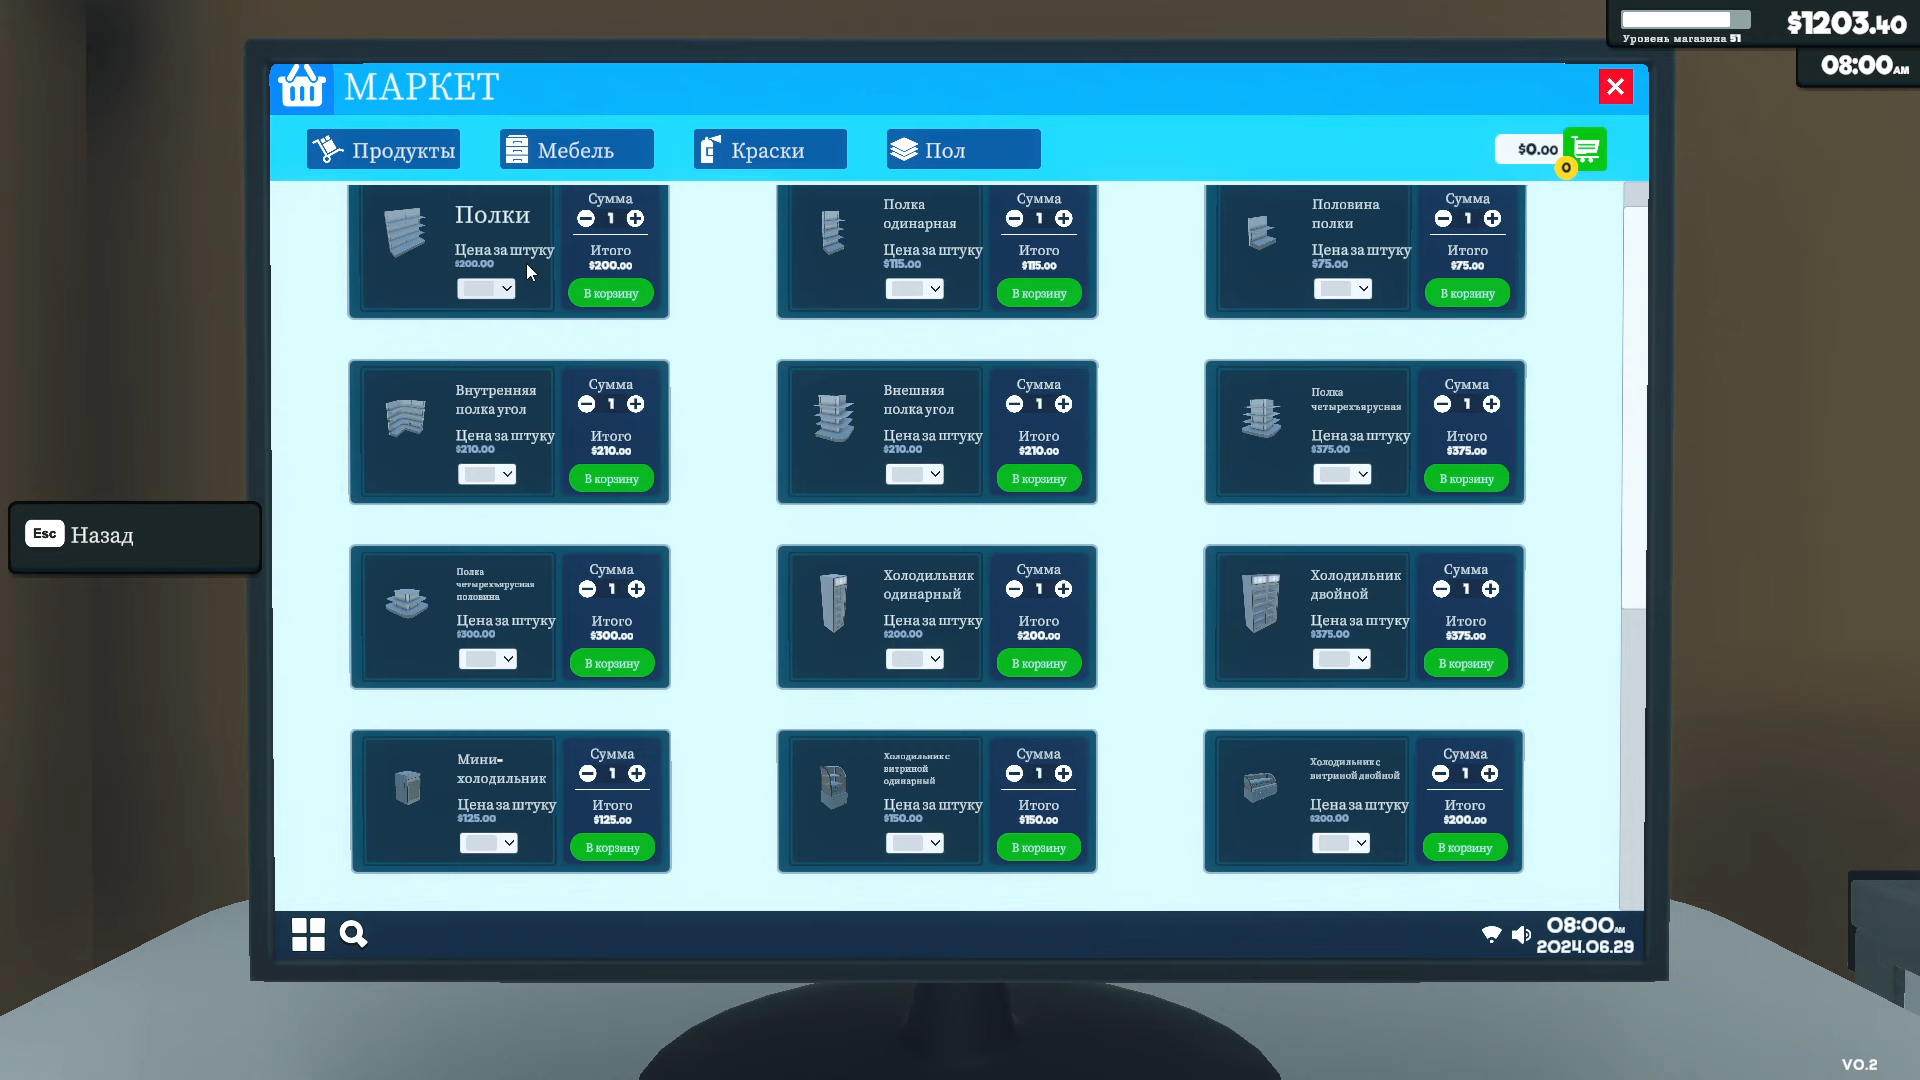 $1203.40
Уровень магазина 51
08:00AM
МАРКЕТ
Продукты
Мебель
Краски
Пол
$0.00
0
Полки
Цена за штуку
$200.00
Сумма
1
Итого
$200.00
В корзину
Полка
одинарная
Цена за штуку
$115.00
Сумма
1
Итого
$115.00
В корзину
Половина
полки
Цена за штуку
$75.00
Сумма
1
Итого
$75.00
В корзину
Внутренняя
полка угол
Цена за штуку
$210.00
Сумма
1
Итого
$210.00
В корзину
Внешняя
полка угол
Цена за штуку
$210.00
Сумма
1
Итого
$210.00
В корзину
Полка
четырехъярусная
Цена за штуку
$375.00
Сумма
1
Итого
$375.00
В корзину
Esc Назад
Полка
четырехъярусная
половина
Цена за штуку
$300.00
Сумма
1
Итого
$300.00
В корзину
Холодильник
одинарный
Цена за штуку
$200.00
Сумма
1
Итого
$200.00
В корзину
Холодильник
двойной
Цена за штуку
$375.00
Сумма
1
Итого
$375.00
В корзину
Мини-
холодильник
Цена за штуку
$125.00
Сумма
1
Итого
$125.00
В корзину
Холодильник с
витриной
одинарный
Цена за штуку
$150.00
Сумма
1
Итого
$150.00
В корзину
Холодильник с
витриной двойной
Цена за штуку
$200.00
Сумма
1
Итого
$200.00
В корзину
08:00AM
2024.06.29
V0.2